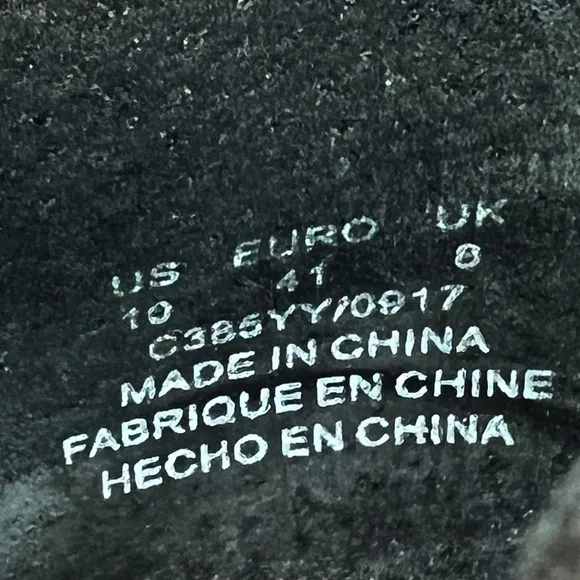 US EURO UK
10 41 8
C385YY/0917
MADE IN CHINA
FABRIQUE EN CHINE
HECHO EN CHINA